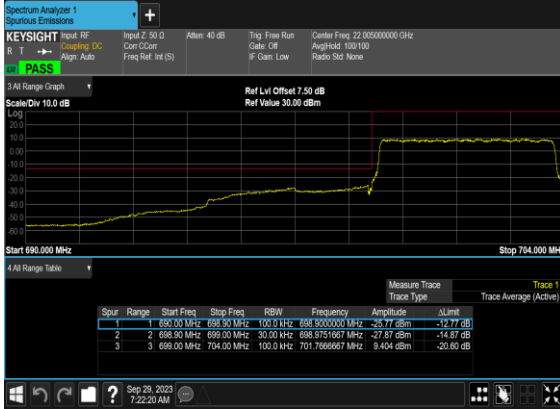 Spectrum Analyzer 1
Spurious Emissions
+
KEYSIGHT Input: RF Input Z: 50 Ω Atten: 40 dB Trig: Free Run Center Freq: 22.005000000 GHz
R T Coupling: DC Corr CCorr Gate: Off Avg|Hold: 100/100
Align: Auto Freq Ref: Int (S) IF Gain: Low Radio Std: None
PASS
3 All Range Graph
Ref Lvl Offset 7.50 dB
Scale/Div 10.0 dB Ref Value 30.00 dBm
Log
20.0
10.0
0.00
-10.0
-20.0
-30.0
-40.0
-50.0
-60.0
Start 690.000 MHz Stop 704.000 MH
4 All Range Table
Measure Trace Trace 1
Trace Type Trace Average (Active)
Spur Range Start Freq Stop Freq RBW Frequency Amplitude ΔLimit
1 1 690.00 MHz 698.90 MHz 100.0 kHz 698.9000000 MHz -25.77 dBm -12.77 dB
2 2 698.90 MHz 699.00 MHz 30.00 kHz 698.9751667 MHz -27.87 dBm -14.87 dB
3 3 699.00 MHz 704.00 MHz 100.0 kHz 701.7666667 MHz 9.404 dBm -20.60 dB
? Sep 29, 2023
7:22:20 AM